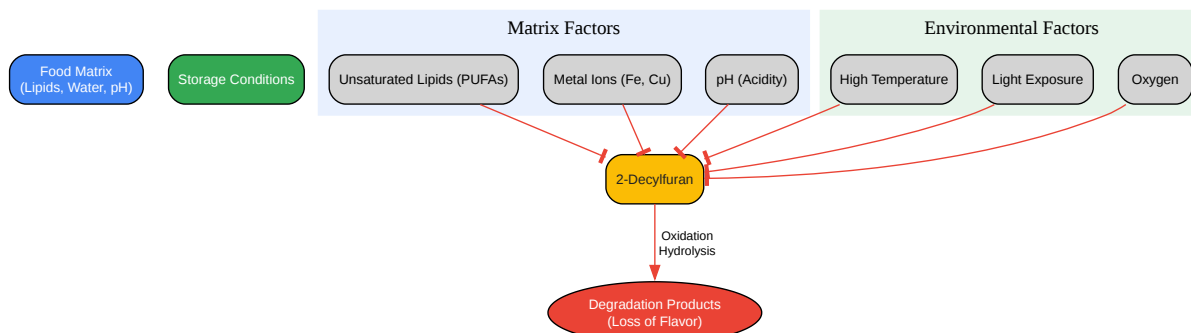 Matrix Factors
Environmental Factors
Food Matrix
(Lipids, Water, pH)
Storage Conditions
Unsaturated Lipids (PUFAs)
Metal Ions (Fe, Cu)
pH (Acidity)
High Temperature
Light Exposure
Oxygen
2-Decylfuran
Oxidation
Hydrolysis
Degradation Products
(Loss of Flavor)